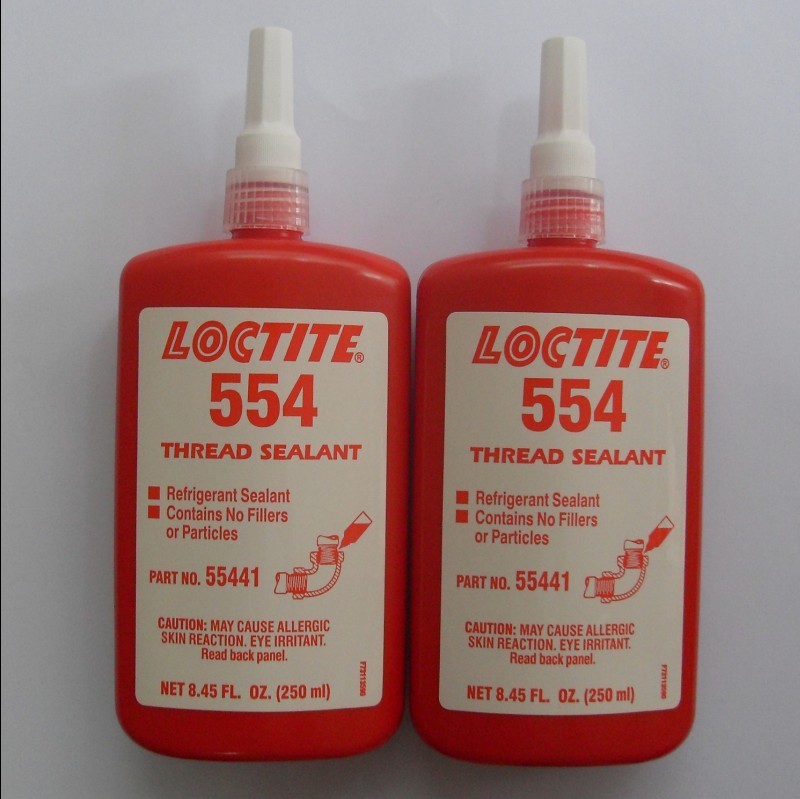 LOCTITE®
554
THREAD SEALANT
■ Refrigerant Sealant
■ Contains No Fillers
or Particles
PART NO. 55441
CAUTION: MAY CAUSE ALLERGIC
SKIN REACTION. EYE IRRITANT.
Read back panel.
NET 8.45 FL. OZ. (250 ml)
LOCTITE®
554
THREAD SEALANT
■ Refrigerant Sealant
■ Contains No Fillers
or Particles
PART NO. 55441
CAUTION: MAY CAUSE ALLERGIC
SKIN REACTION. EYE IRRITANT.
Read back panel.
NET 8.45 FL. OZ. (250 ml)